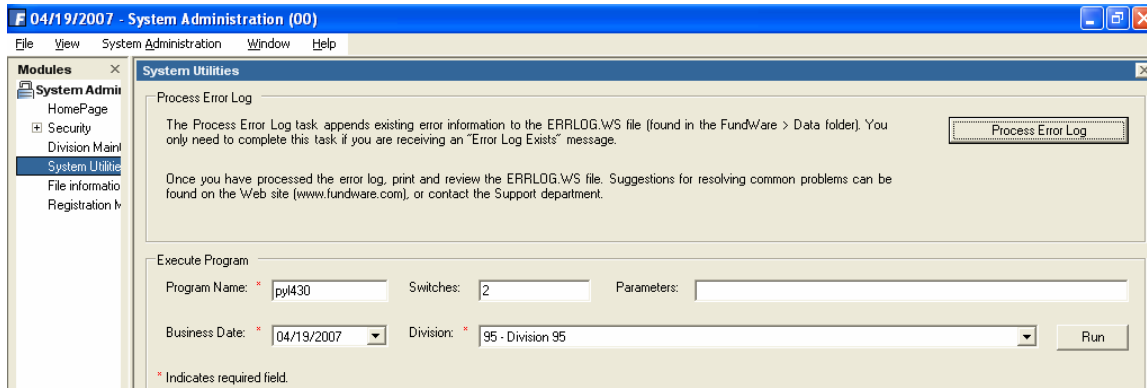 04/19/2007 - System Administration (00)
File View System Administration Window Help
Modules
System Utilities
System Admi
Process Error Log
HomePage
The Process Error Log task appends existing error information to the ERRLOG.WS file (found in the FundWare > Data folder). You
only need to complete this task if you are receiving an "Error Log Exists" message.
Process Error Log
Security
Division Maint
System Utilitie
File informatio
Registration M
Once you have processed the error log, print and review the ERRLOG.WS file. Suggestions for resolving common problems can be
found on the Web site (www.fundware.com), or contact the Support department.
Execute Program
Program Name: * pyl430 Switches: 2 Parameters:
Business Date: * 04/19/2007 Division: * 95 - Division 95 Run
* Indicates required field.